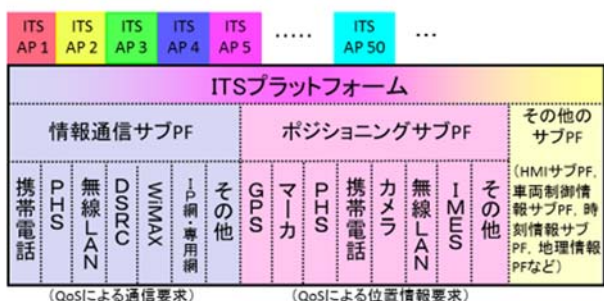 ITS AP 1
ITS AP 2
ITS AP 3
ITS AP 4
ITS AP 5
.....
ITS AP 50
...
ITSプラットフォーム
情報通信サブPF
ポジショニングサブPF
その他の
サブPF
携帯電話
PHS
無線LAN
DSRC
WiMAX
IP網・専用網
その他
GPS
マーカ
PHS
携帯電話
カメラ
無線LAN
IMES
その他
(HMIサブPF,
車両制御情
報サブPF, 時
刻情報サブ
PF, 地理情報
PFなど)
(QoSによる通信要求)
(QoSによる位置情報要求)